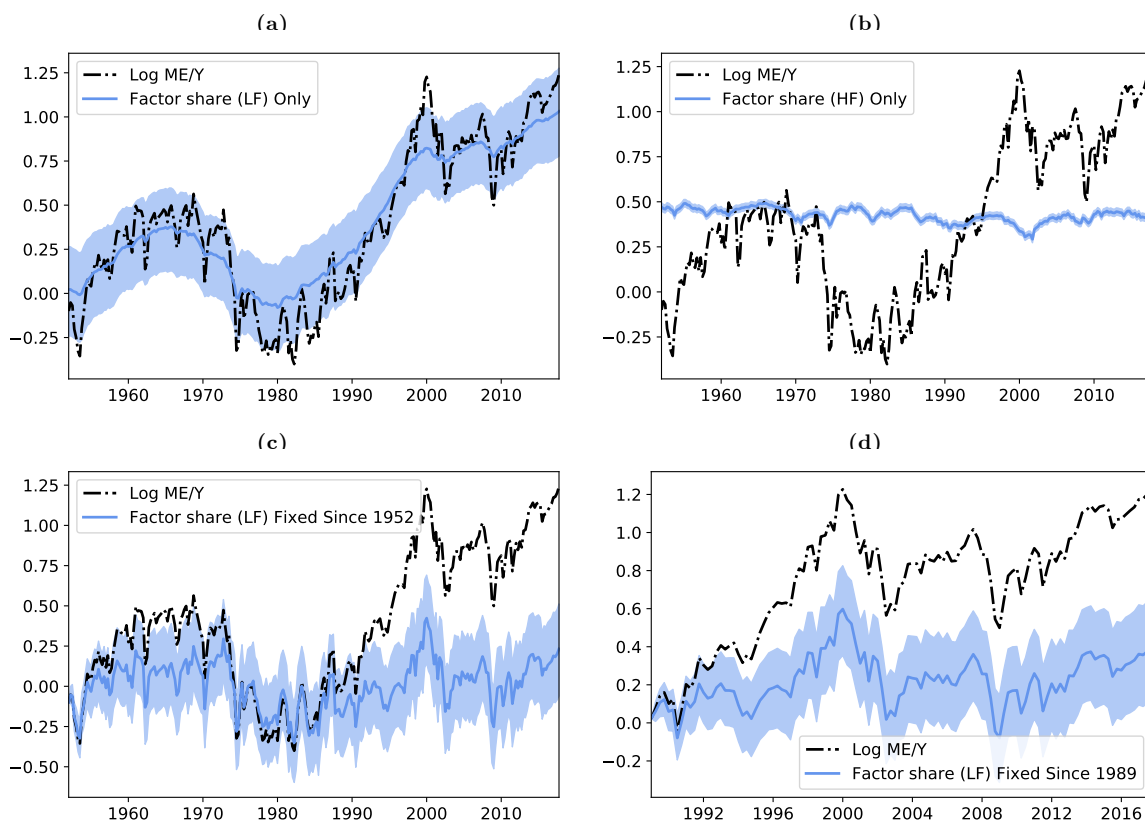 (a)
Log ME/Y
Factor share (LF) Only
1.25
1.00
0.75
0.50
0.25
0.00
−0.25
1960 1970 1980 1990 2000 2010
(b)
Log ME/Y
Factor share (HF) Only
1.25
1.00
0.75
0.50
0.25
0.00
−0.25
1960 1970 1980 1990 2000 2010
(c)
Log ME/Y
Factor share (LF) Fixed Since 1952
1.25
1.00
0.75
0.50
0.25
0.00
−0.25
−0.50
1960 1970 1980 1990 2000 2010
(d)
1.2
1.0
0.8
0.6
0.4
0.2
0.0
−0.2
Log ME/Y
Factor share (LF) Fixed Since 1989
1992 1996 2000 2004 2008 2012 2016